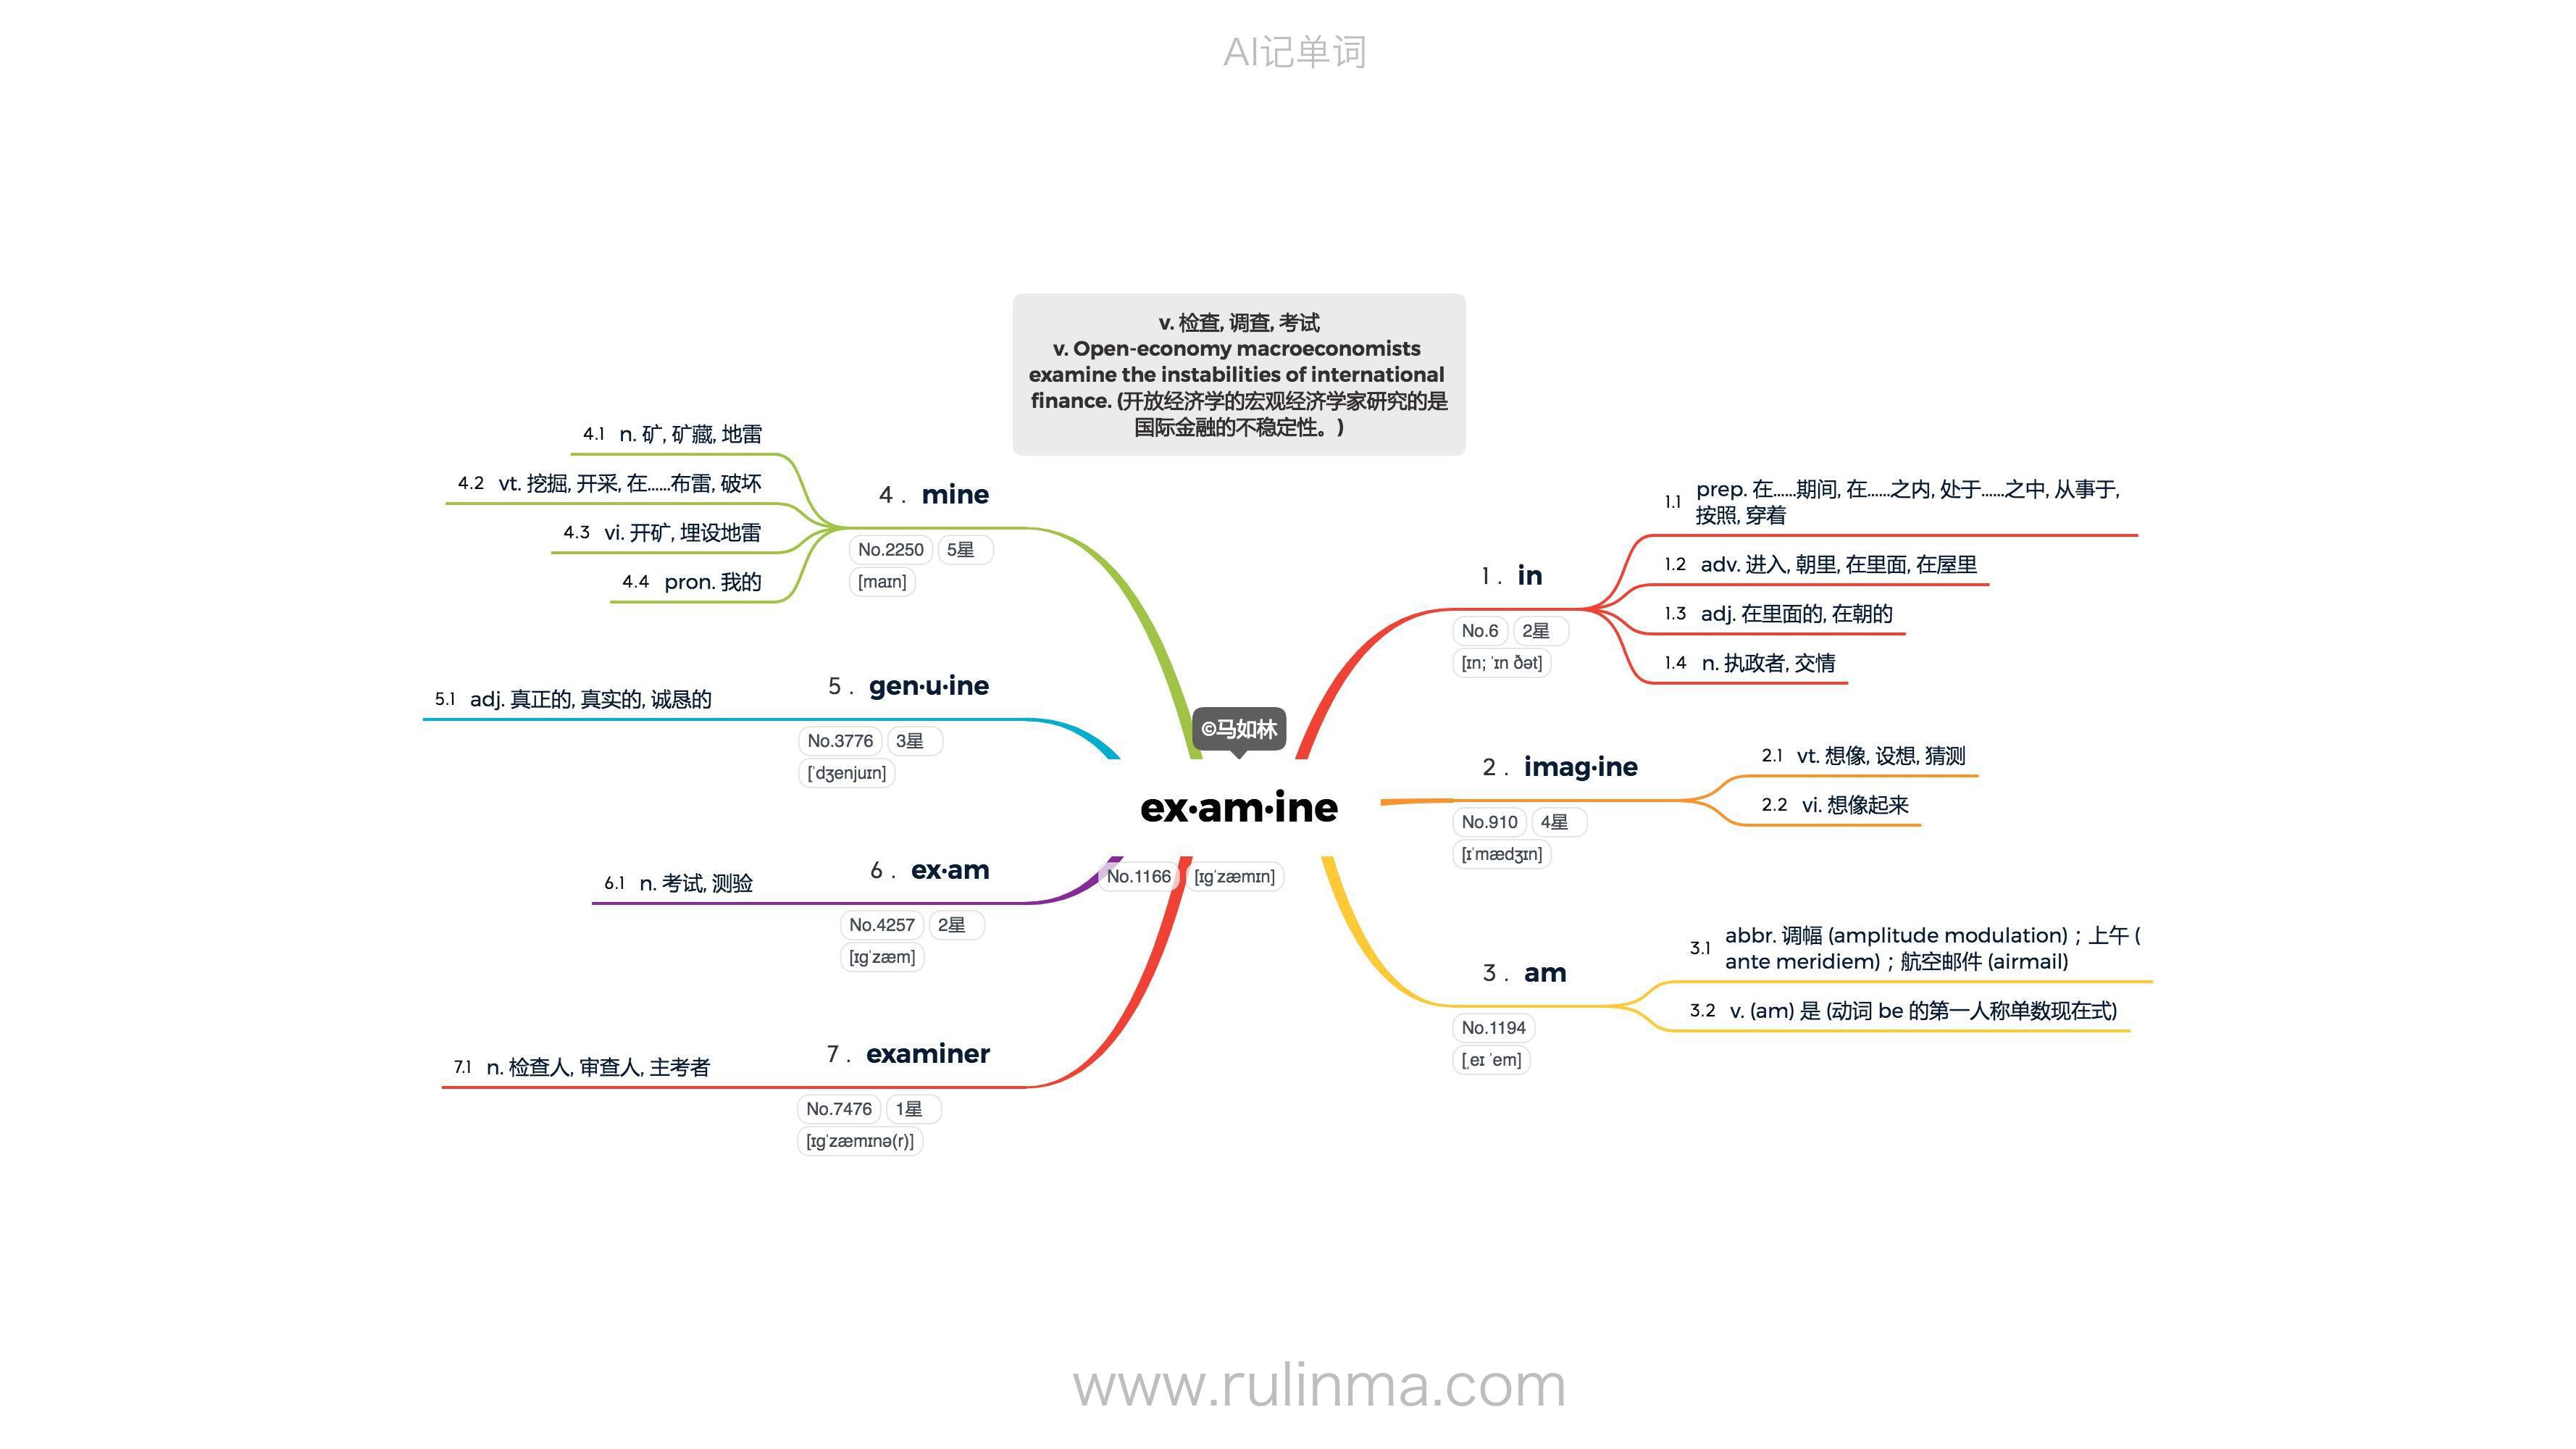 AI记单词
v. 检查, 调查, 考试
v. Open-economy macroeconomists
examine the instabilities of international
finance. (开放经济学的宏观经济学家研究的是
国际金融的不稳定性。)
©马如林
ex·am·ine
No.1166 [ɪɡˈzæmɪn]
1 . in
No.6 2星
[ɪn; ˈɪn ðət]
1.1 prep. 在……期间, 在……之内, 处于……之中, 从事于,
按照, 穿着
1.2 adv. 进入, 朝里, 在里面, 在屋里
1.3 adj. 在里面的, 在朝的
1.4 n. 执政者, 交情
2 . imag·ine
No.910 4星
[ɪˈmædʒɪn]
2.1 vt. 想像, 设想, 猜测
2.2 vi. 想像起来
3 . am
No.1194
[ˌeɪ ˈem]
3.1 abbr. 调幅 (amplitude modulation)；上午 (
ante meridiem)；航空邮件 (airmail)
3.2 v. (am) 是 (动词 be 的第一人称单数现在式)
4 . mine
No.2250 5星
[maɪn]
4.1 n. 矿, 矿藏, 地雷
4.2 vt. 挖掘, 开采, 在……布雷, 破坏
4.3 vi. 开矿, 埋设地雷
4.4 pron. 我的
5 . gen·u·ine
No.3776 3星
[ˈdʒenjuɪn]
5.1 adj. 真正的, 真实的, 诚恳的
6 . ex·am
No.4257 2星
[ɪɡˈzæm]
6.1 n. 考试, 测验
7 . examiner
No.7476 1星
[ɪɡˈzæmɪnə(r)]
7.1 n. 检查人, 审查人, 主考者
www.rulinma.com